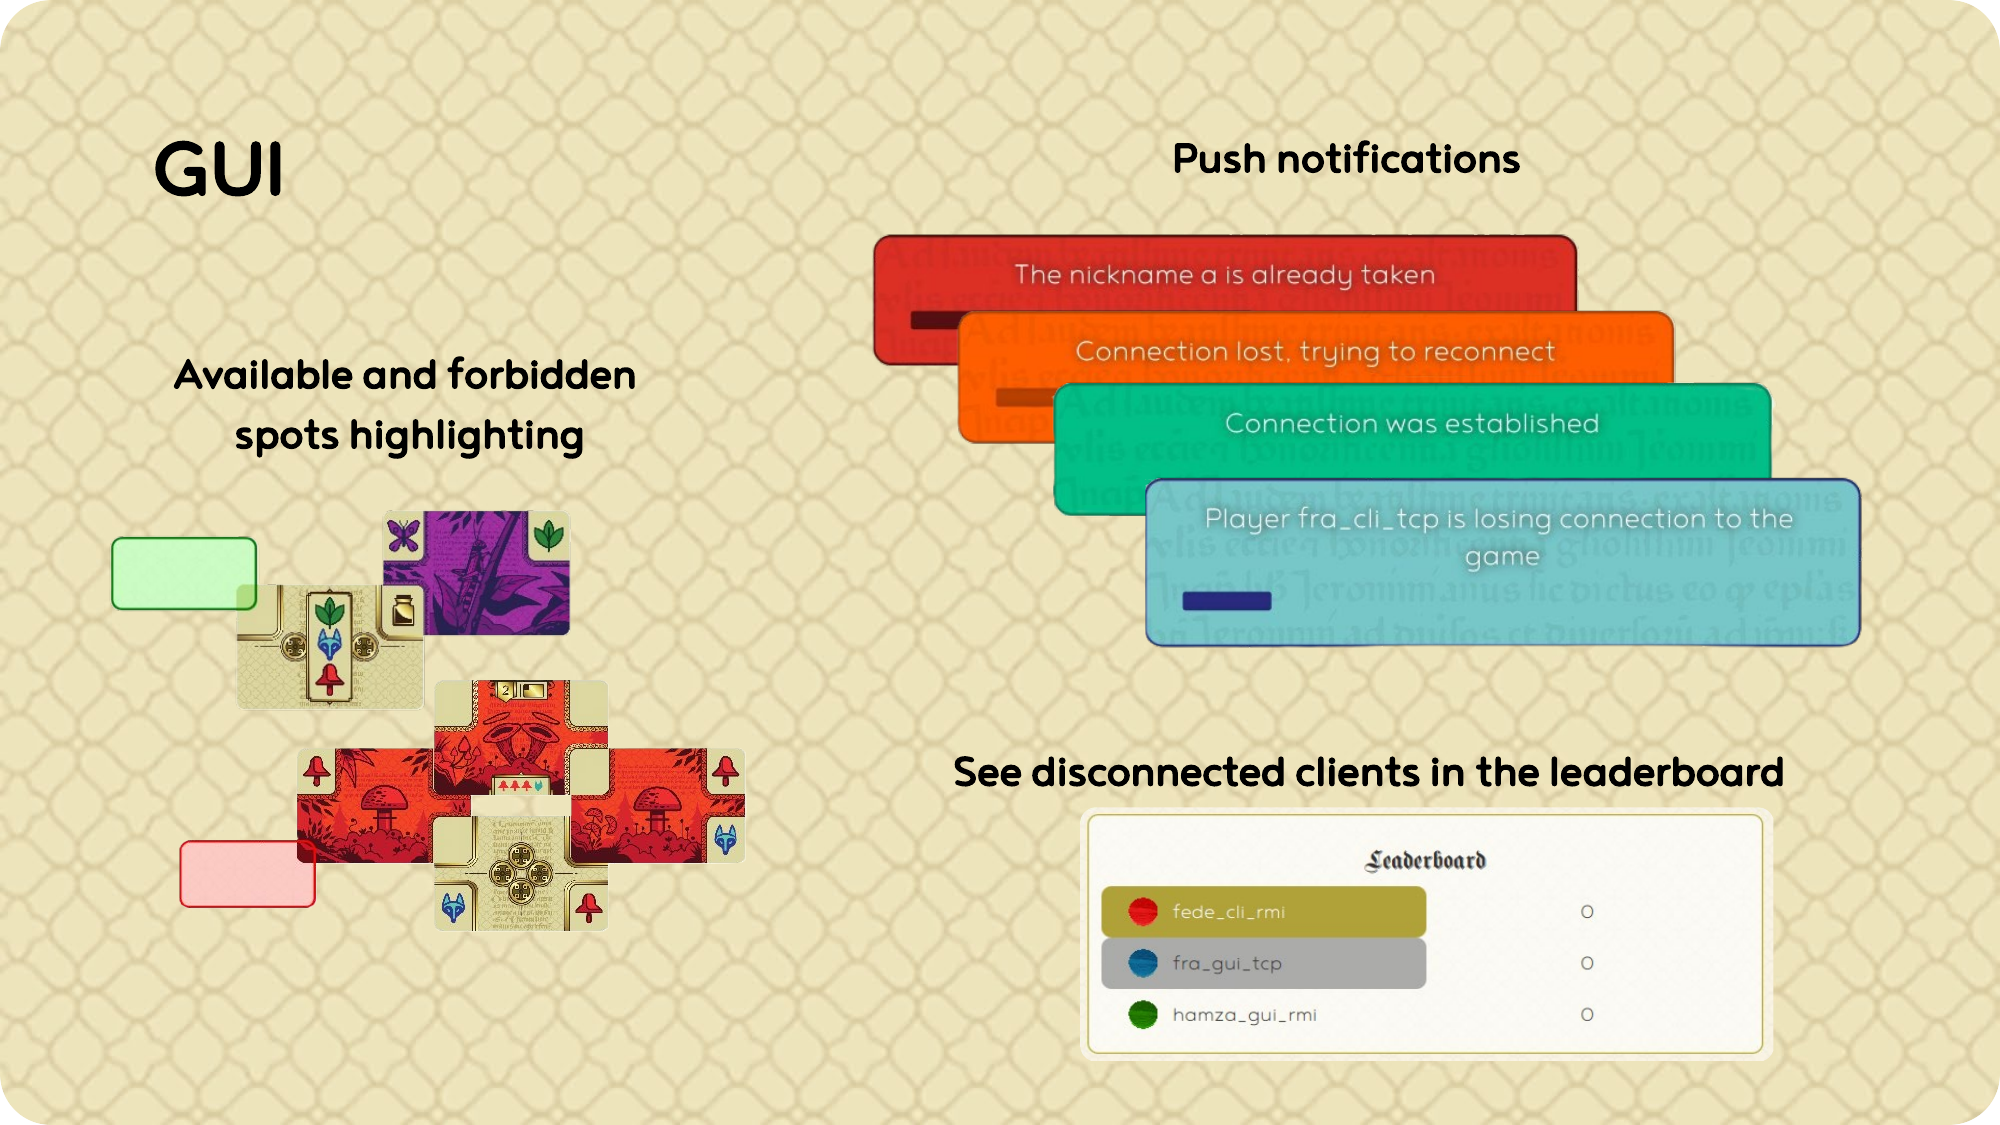 GUI
Available and forbidden
spots highlighting
2
Push notifications
The nickname a is already taken
Connection lost, trying to reconnect
Connection was established
Player fra_cli_tcp is losing connection to the
game
See disconnected clients in the leaderboard
Leaderboard
fede_cli_rmi 0
fra_gui_tcp 0
hamza_gui_rmi 0